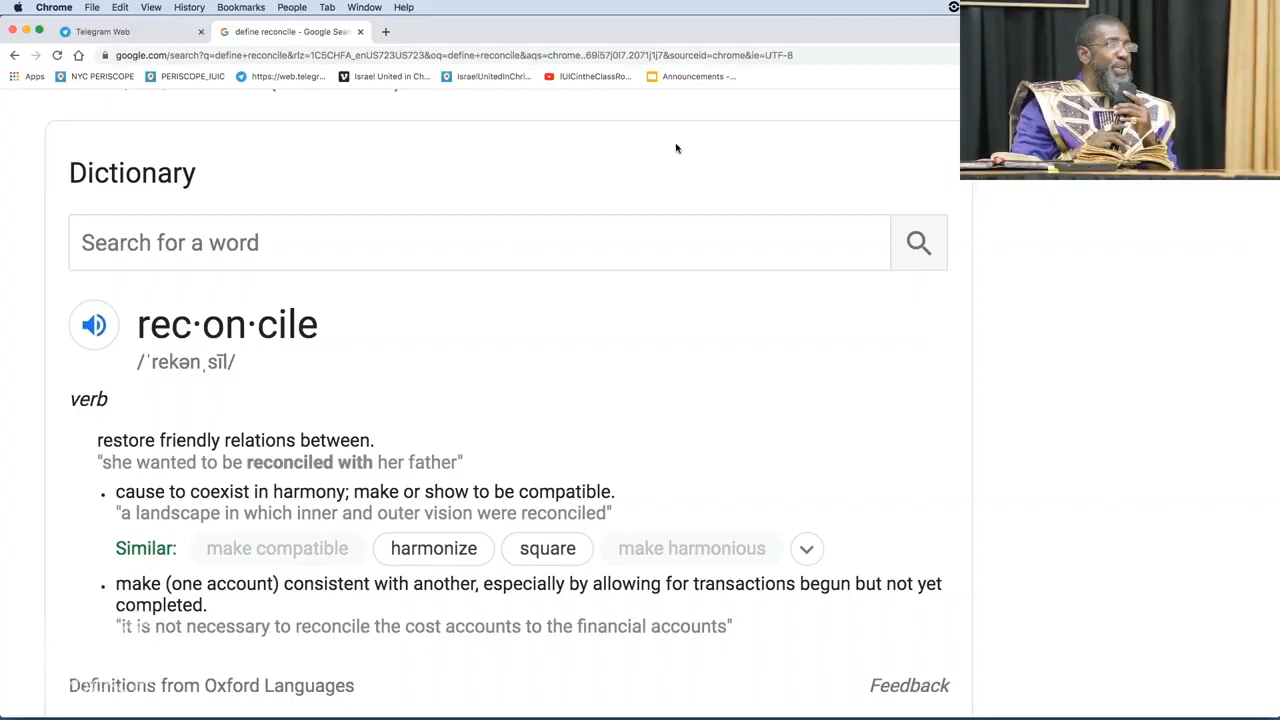 Chrome File Edit View History Bookmarks People Tab Window Help
Telegram Web
define reconcile - Google Sea
google.com/search?q=define+reconcile&rlz=1C5CHFA_enUS723US723&oq=define+reconcile&aqs=chrome..69i57j0l7.2071j1j7&sourceid=chrome&ie=UTF-8
Apps NYC PERISCOPE PERISCOPE_IUIC https://web.telegr... Israel United in Ch... IsraelUnitedInChri... IUICintheClassRo... Announcements -...
Dictionary
Search for a word
rec·on·cile
/ˈrekənˌsīl/
verb
restore friendly relations between.
"she wanted to be reconciled with her father"
cause to coexist in harmony; make or show to be compatible.
"a landscape in which inner and outer vision were reconciled"
Similar: make compatible harmonize square make harmonious
make (one account) consistent with another, especially by allowing for transactions begun but not yet
completed.
"it is not necessary to reconcile the cost accounts to the financial accounts"
Definitions from Oxford Languages
Feedback